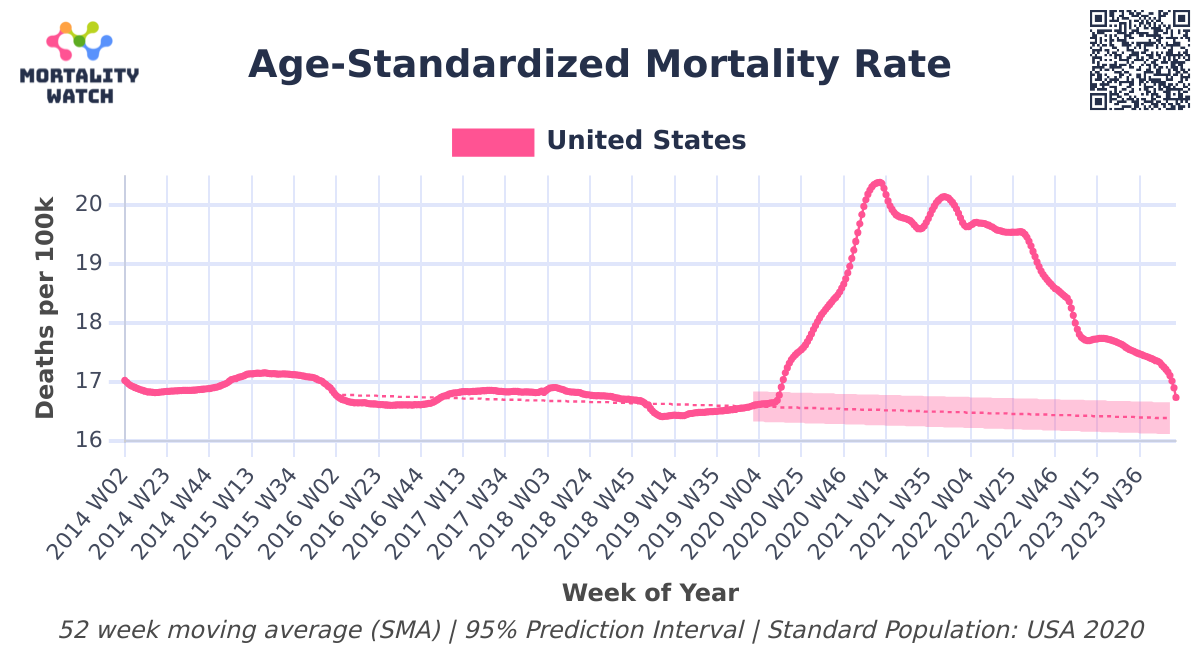 MORTALITY
WATCH
Age-Standardized Mortality Rate
United States
Deaths per 100k
20
19
18
17
16
2014 W02
2014 W23
2014 W44
2015 W13
2015 W34
2016 W02
2016 W23
2016 W44
2017 W13
2017 W34
2018 W03
2018 W24
2018 W45
2019 W14
2019 W35
2020 W04
2020 W25
2020 W46
2021 W14
2021 W35
2022 W04
2022 W25
2022 W46
2023 W15
2023 W36
Week of Year
52 week moving average (SMA) | 95% Prediction Interval | Standard Population: USA 2020